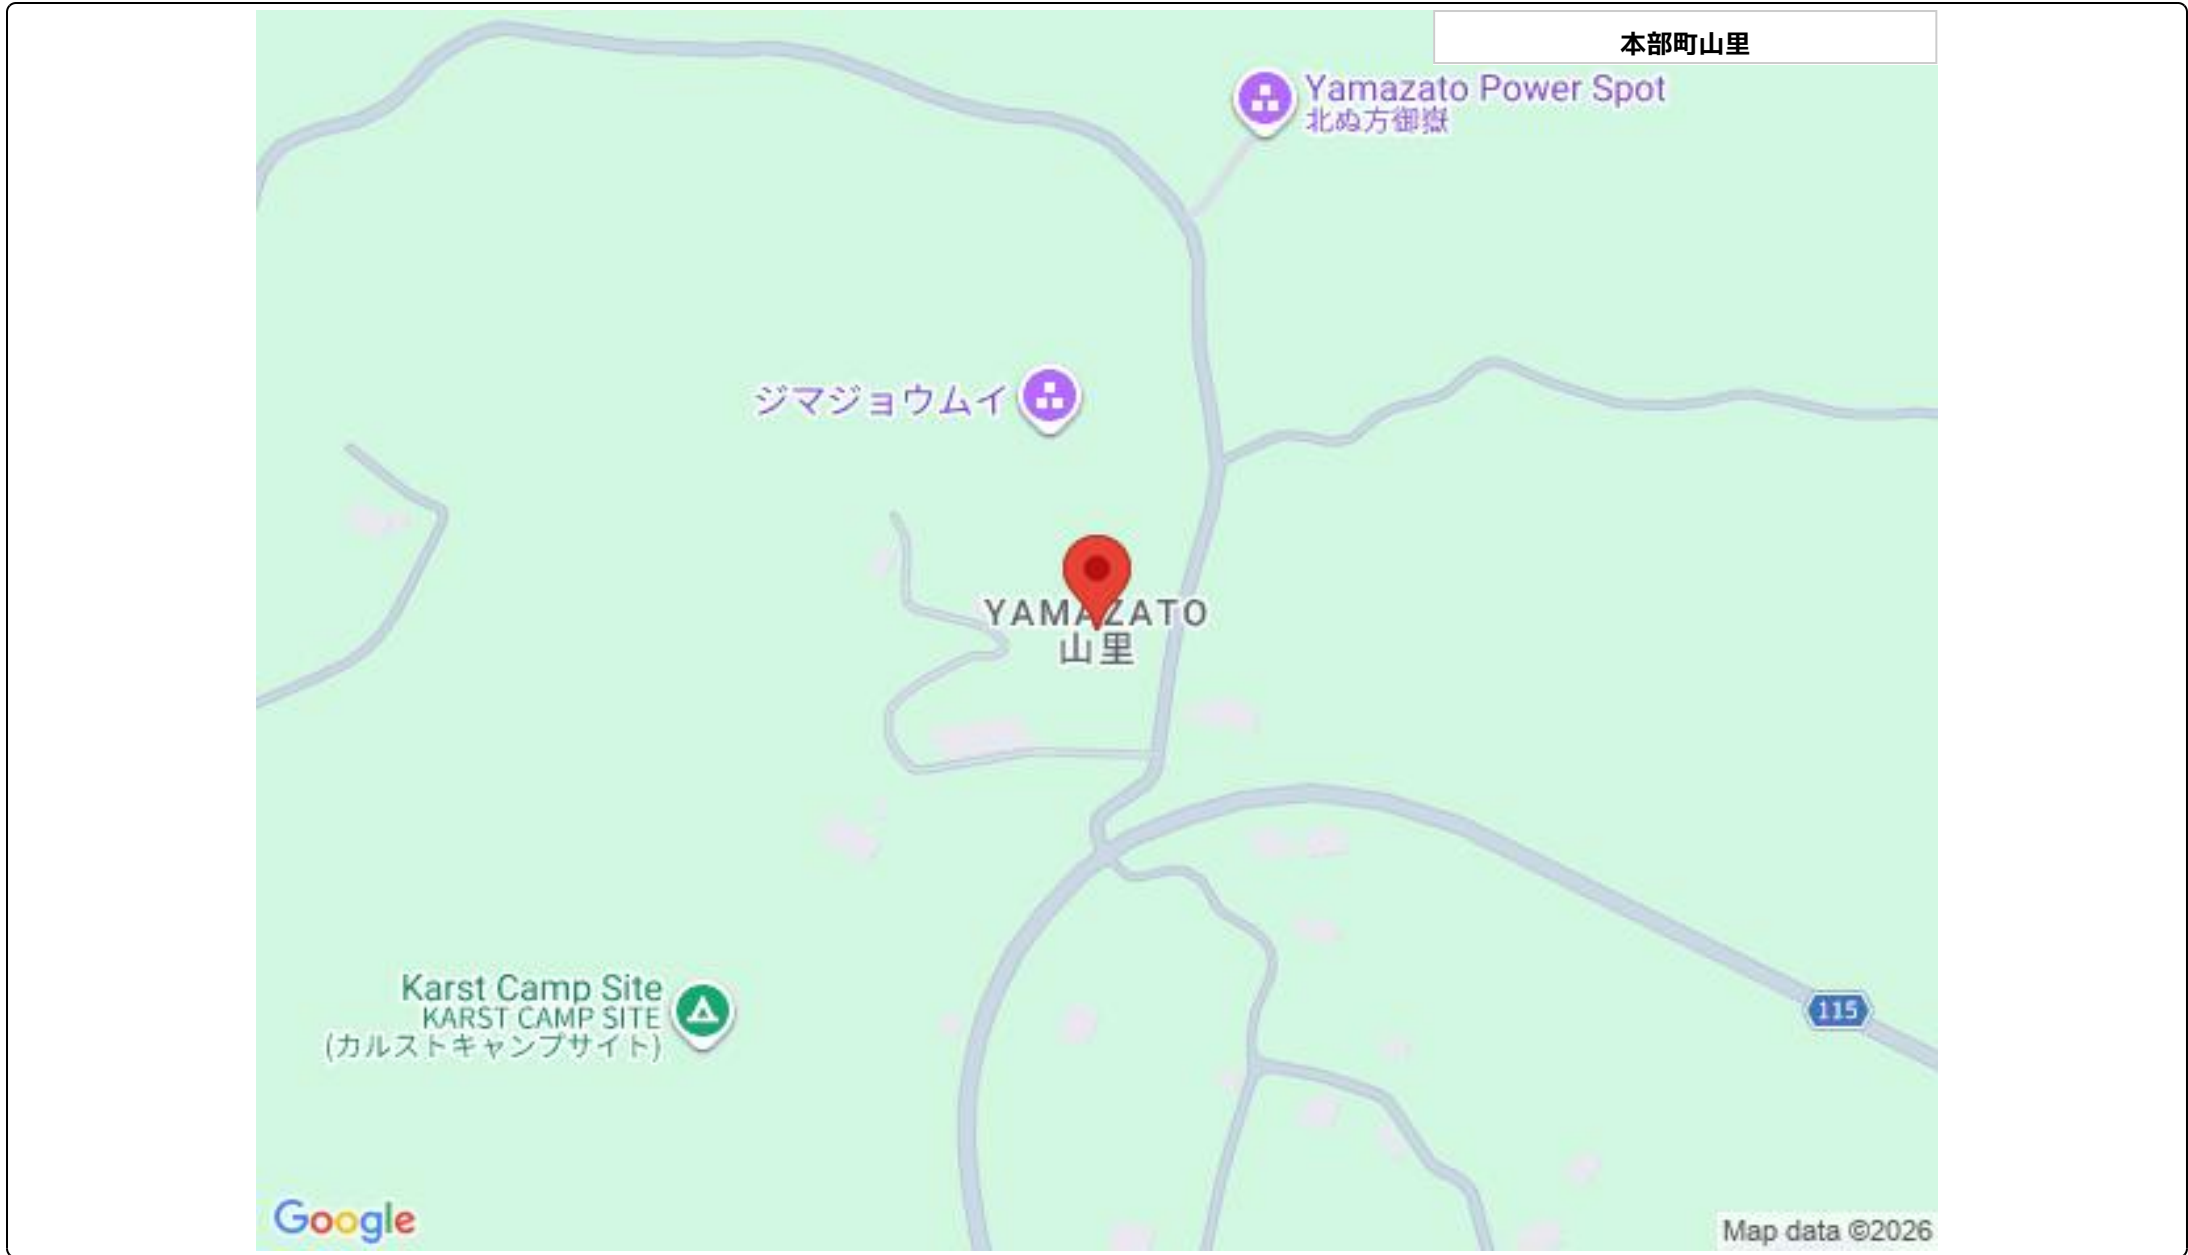 本部町山里
Yamazato Power Spot
北ぬ方御嶽
ジマジョウムイ
YAMAZATO
山里
Karst Camp Site
KARST CAMP SITE
(カルストキャンプサイト)
115
Google
Map data ©2026